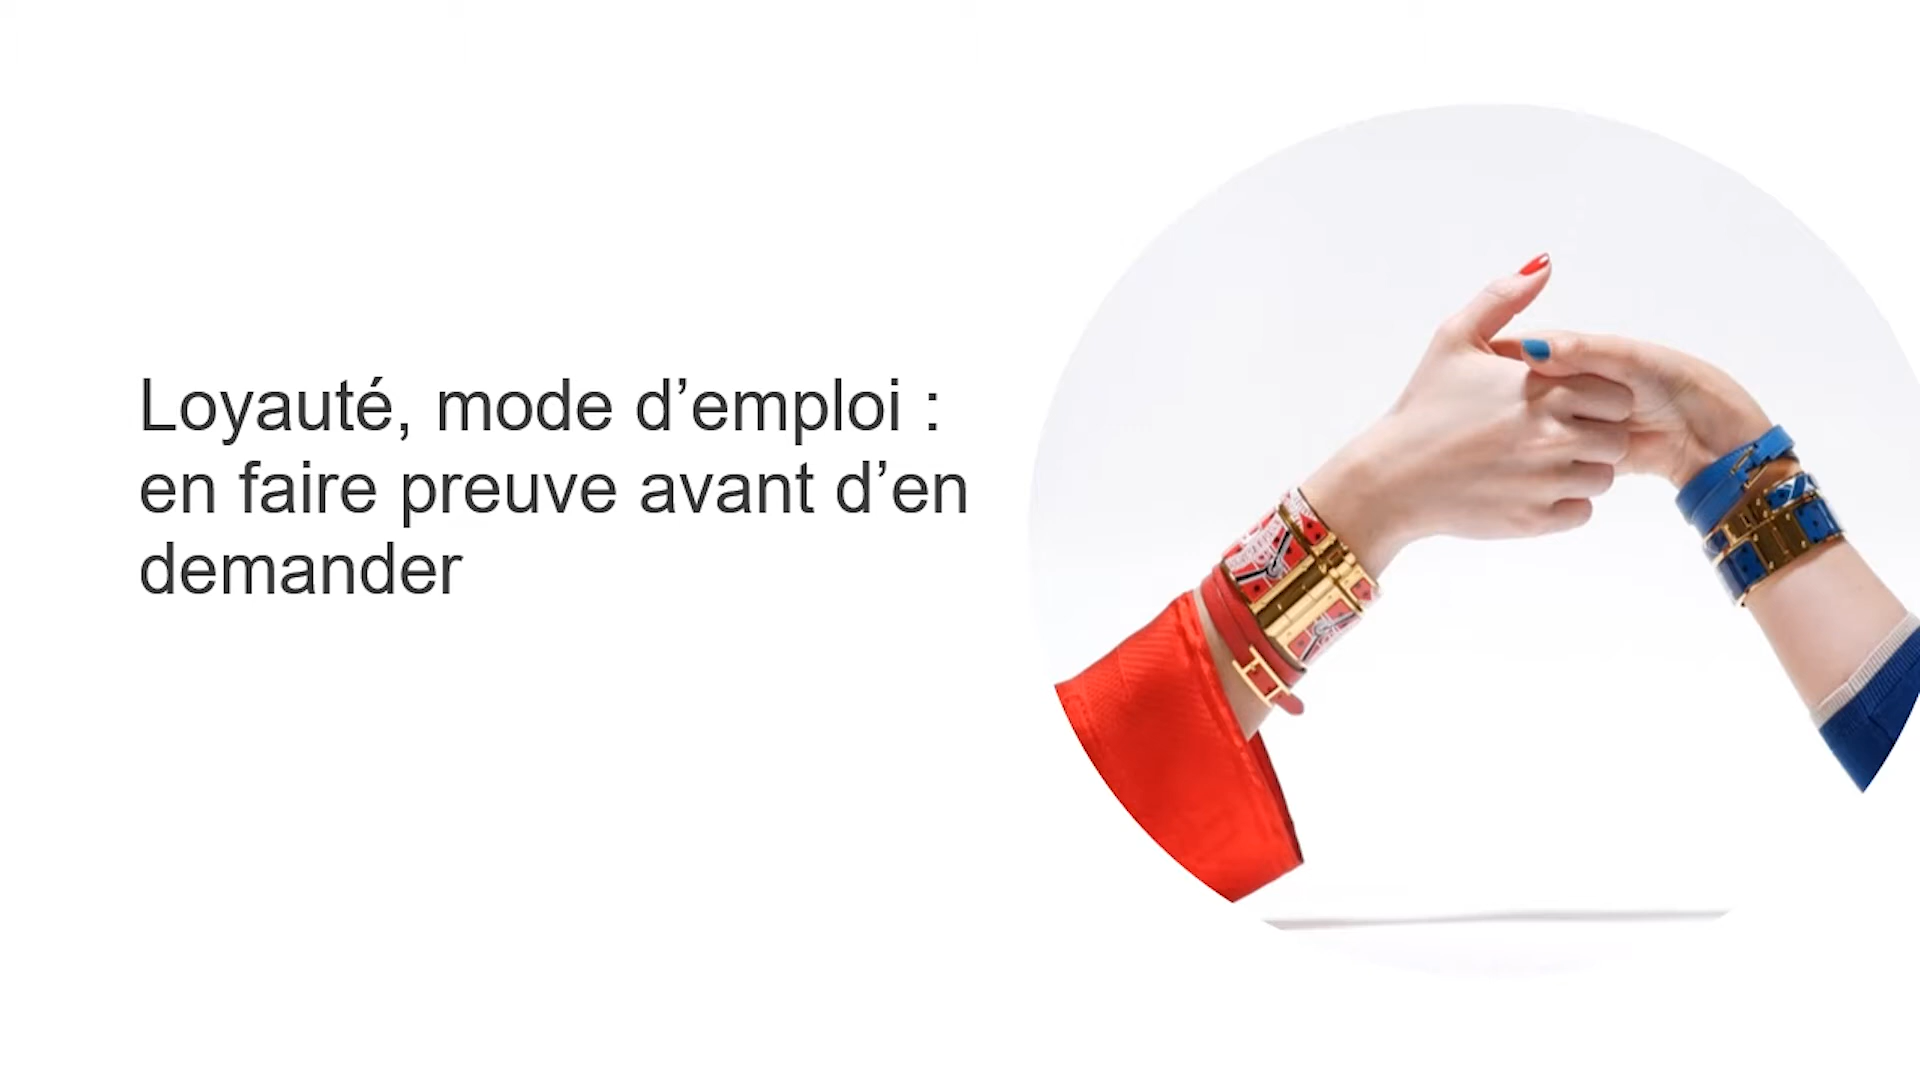 Loyauté, mode d’emploi :
en faire preuve avant d’en
demander